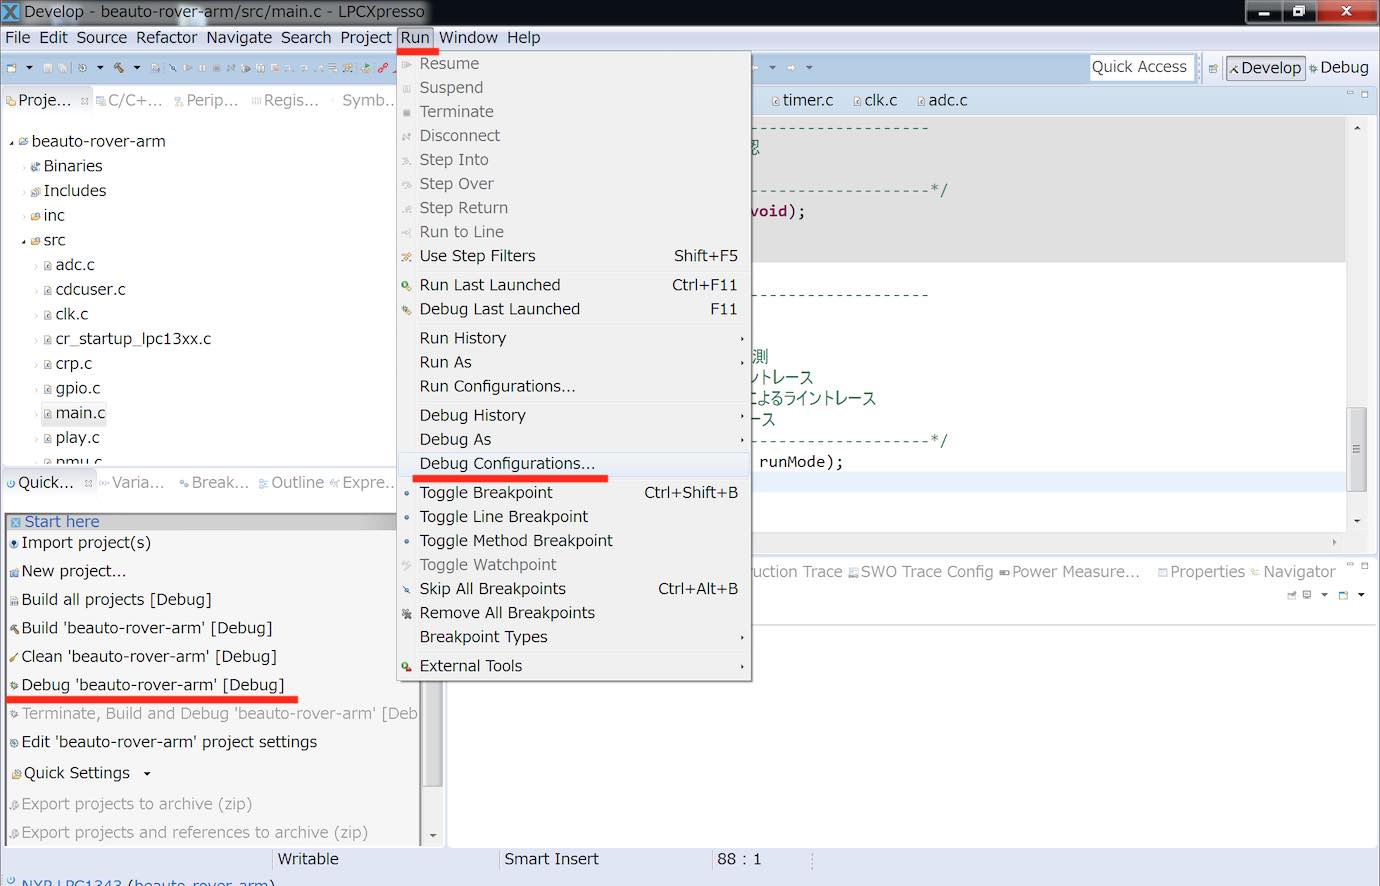 Develop - beauto-rover-arm/src/main.c - LPCXpresso
File Edit Source Refactor Navigate Search Project Run Window Help
Quick Access
Develop
Debug
Proje...
C/C+...
Perip...
Regis...
Symb...
beauto-rover-arm
Binaries
Includes
inc
src
adc.c
cdcuser.c
clk.c
cr_startup_lpc13xx.c
crp.c
gpio.c
main.c
play.c
pmu.c
Quick...
Varia...
Break...
Outline
Expre...
Start here
Import project(s)
New project...
Build all projects [Debug]
Build 'beauto-rover-arm' [Debug]
Clean 'beauto-rover-arm' [Debug]
Debug 'beauto-rover-arm' [Debug]
Terminate, Build and Debug 'beauto-rover-arm' [Deb
Edit 'beauto-rover-arm' project settings
Quick Settings
Export projects to archive (zip)
Export projects and references to archive (zip)
Resume
Suspend
Terminate
Disconnect
Step Into
Step Over
Step Return
Run to Line
Use Step Filters Shift+F5
Run Last Launched Ctrl+F11
Debug Last Launched F11
Run History
Run As
Run Configurations...
Debug History
Debug As
Debug Configurations...
Toggle Breakpoint Ctrl+Shift+B
Toggle Line Breakpoint
Toggle Method Breakpoint
Toggle Watchpoint
Skip All Breakpoints Ctrl+Alt+B
Remove All Breakpoints
Breakpoint Types
External Tools
timer.c
clk.c
adc.c
-------------------
認
-------------------*/
void);
-------------------
測
ントレース
によるライントレース
ース
-------------------*/
runMode);
uction Trace
SWO Trace Config
Power Measure...
Properties
Navigator
Writable
Smart Insert
88 : 1
NXP LPC1343 (beauto-rover-arm)